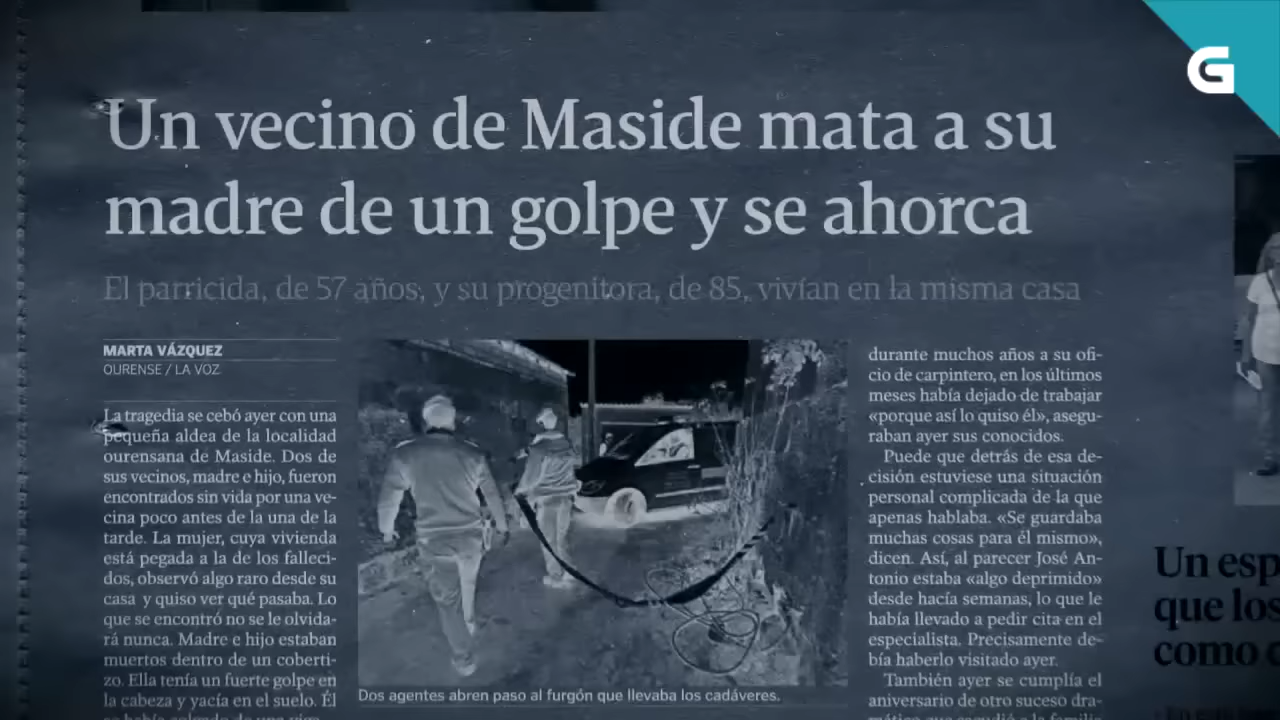 G
Un vecino de Maside mata a su
madre de un golpe y se ahorca
El parricida, de 57 años, y su progenitora, de 85, vivían en la misma casa
MARTA VÁZQUEZ
OURENSE / LA VOZ
La tragedia se cebó ayer con una
pequeña aldea de la localidad
ourensana de Maside. Dos de
sus vecinos, madre e hijo, fueron
encontrados sin vida por una ve-
cina poco antes de la una de la
tarde. La mujer, cuya vivienda
está pegada a la de los falleci-
dos, observó algo raro desde su
casa y quiso ver qué pasaba. Lo
que se encontró no se le olvida-
rá nunca. Madre e hijo estaban
muertos dentro de un coberti-
zo. Ella tenía un fuerte golpe en
la cabeza y yacía en el suelo. Él
Dos agentes abren paso al furgón que llevaba los cadáveres.
durante muchos años a su ofi-
cio de carpintero, en los últimos
meses había dejado de trabajar
«porque así lo quiso él», asegu-
raban ayer sus conocidos.
Puede que detrás de esa de-
cisión estuviese una situación
personal complicada de la que
apenas hablaba. «Se guardaba
muchas cosas para él mismo»,
dicen. Así, al parecer José An-
tonio estaba «algo deprimido»
desde hacía semanas, lo que le
había llevado a pedir cita en el
especialista. Precisamente de-
bía haberlo visitado ayer.
También ayer se cumplía el
aniversario de otro suceso dra-
Un esp
que los
como